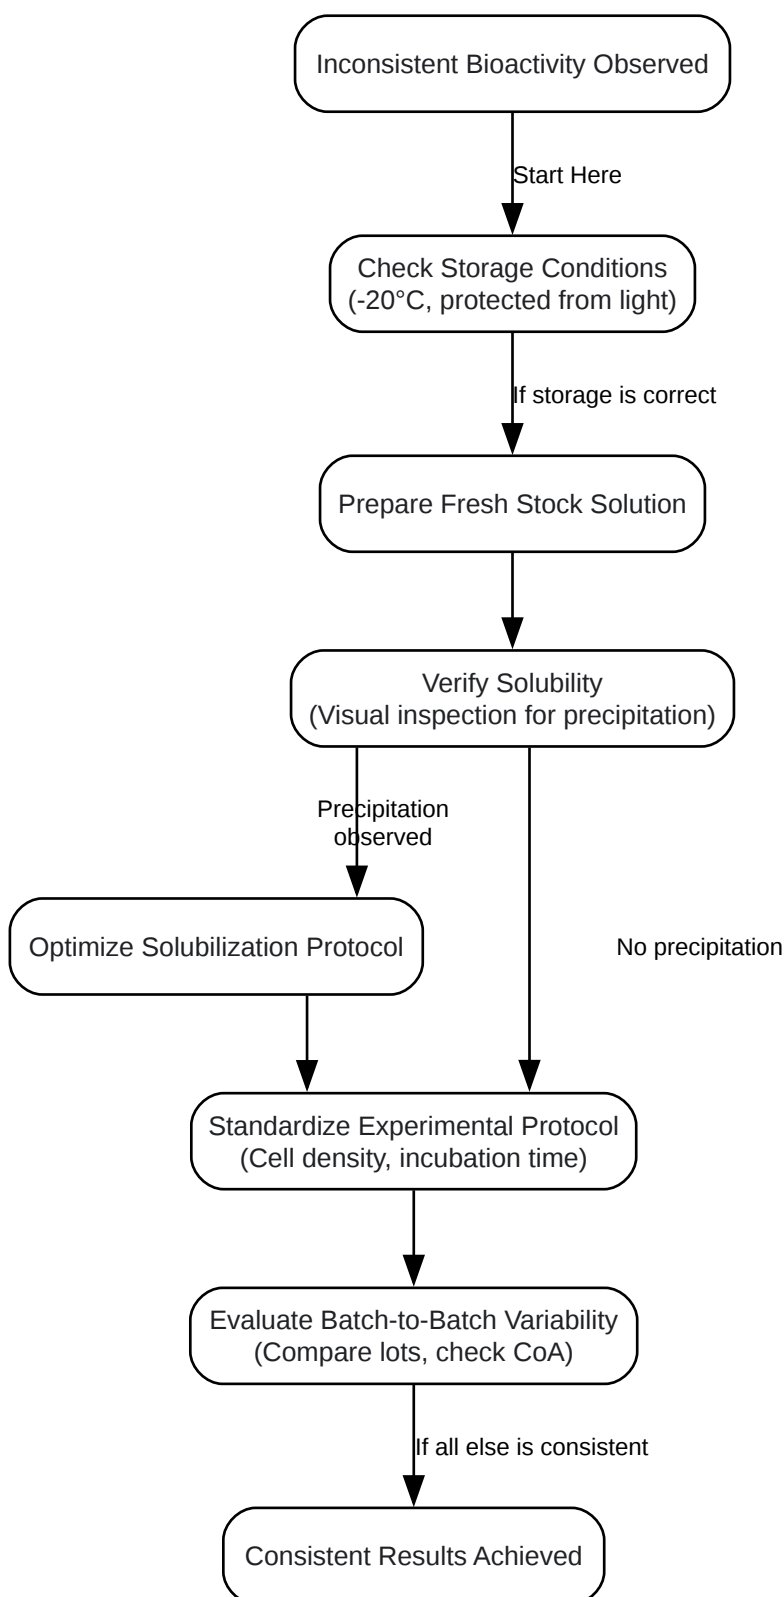 Inconsistent Bioactivity Observed
Start Here
Check Storage Conditions
(-20°C, protected from light)
If storage is correct
Prepare Fresh Stock Solution
Verify Solubility
(Visual inspection for precipitation)
Precipitation
observed
Optimize Solubilization Protocol
No precipitation
Standardize Experimental Protocol
(Cell density, incubation time)
Evaluate Batch-to-Batch Variability
(Compare lots, check CoA)
If all else is consistent
Consistent Results Achieved